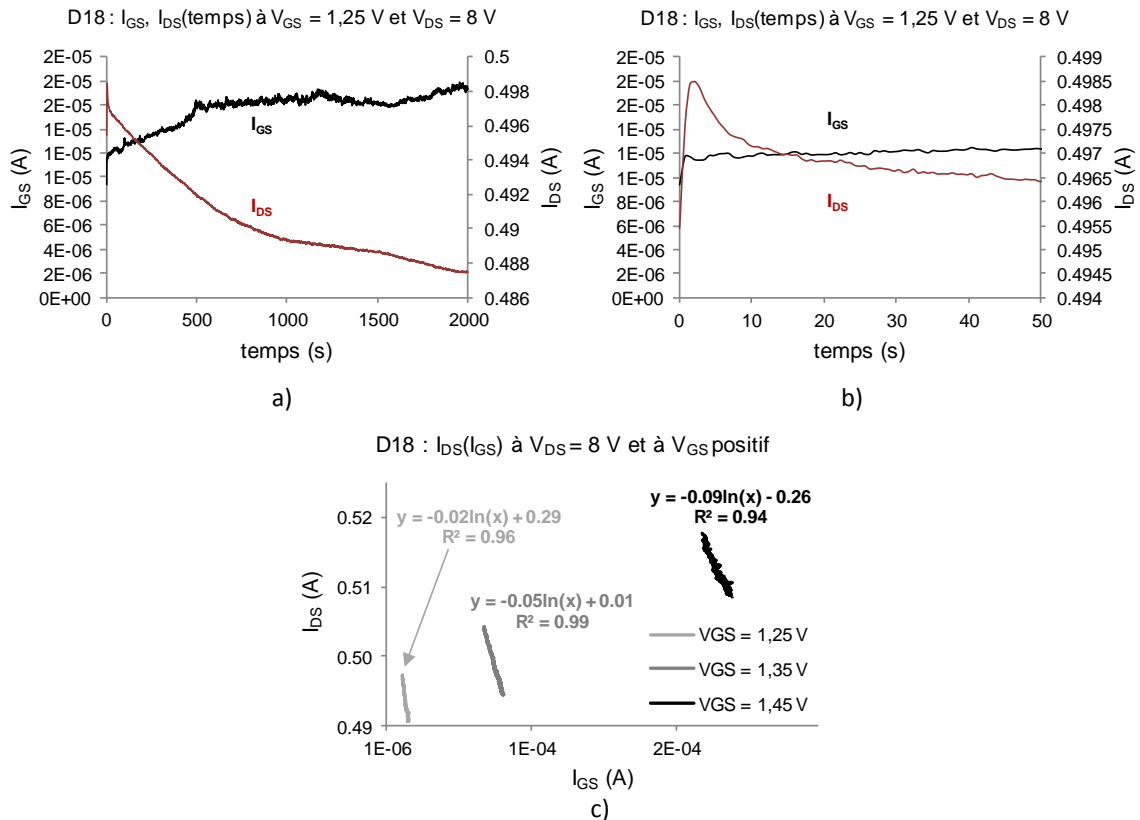 D18 : IGS, IDS(temps) à VGS = 1,25 V et VDS = 8 V
2E-05
2E-05
2E-05
1E-05
1E-05
1E-05
8E-06
6E-06
4E-06
2E-06
0E+00
IGS (A)
0.5
0.498
0.496
0.494
0.492
0.49
0.488
0.486
IDS (A)
IGS
IDS
0
500
1000
1500
2000
temps (s)
a)
D18 : IGS, IDS(temps) à VGS = 1,25 V et VDS = 8 V
2E-05
2E-05
2E-05
1E-05
1E-05
1E-05
8E-06
6E-06
4E-06
2E-06
0E+00
IGS (A)
0.499
0.4985
0.498
0.4975
0.497
0.4965
0.496
0.4955
0.495
0.4945
0.494
IDS (A)
IGS
IDS
0
10
20
30
40
50
temps (s)
b)
D18 : IDS(IGS) à VDS = 8 V et à VGS positif
y = -0.09ln(x) - 0.26
R² = 0.94
y = -0.02ln(x) + 0.29
R² = 0.96
y = -0.05ln(x) + 0.01
R² = 0.99
0.52
0.51
0.50
0.49
IDS (A)
VGS = 1,25 V
VGS = 1,35 V
VGS = 1,45 V
1E-06
1E-04
2E-04
IGS (A)
c)